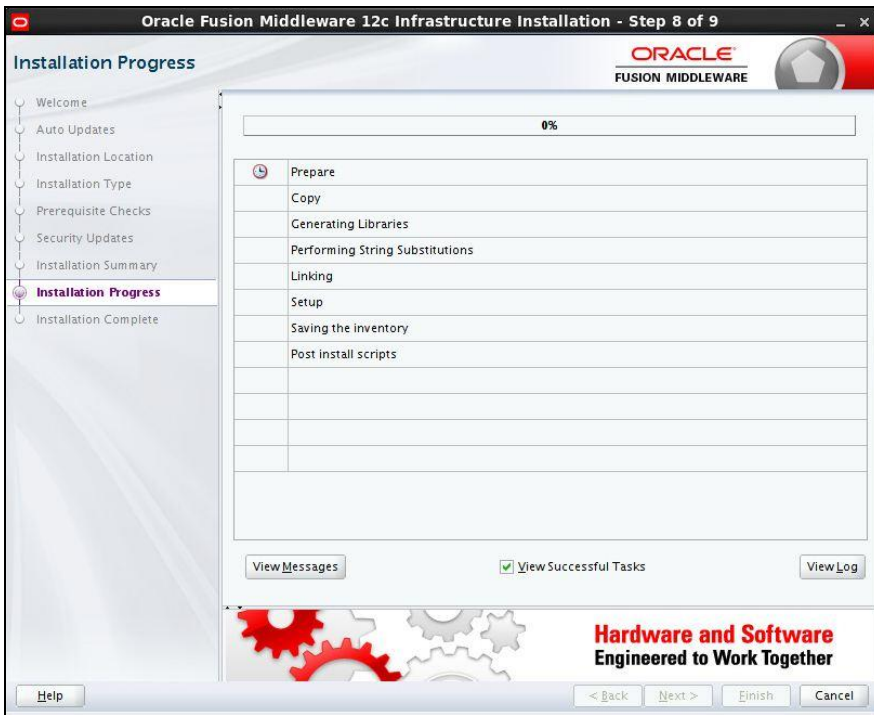 Oracle Fusion Middleware 12c Infrastructure Installation - Step 8 of 9
Installation Progress
ORACLE
FUSION MIDDLEWARE
Welcome
Auto Updates
Installation Location
Installation Type
Prerequisite Checks
Security Updates
Installation Summary
Installation Progress
Installation Complete
0%
Prepare
Copy
Generating Libraries
Performing String Substitutions
Linking
Setup
Saving the inventory
Post install scripts
View Messages
View Successful Tasks
View Log
Hardware and Software
Engineered to Work Together
Help
< Back
Next >
Finish
Cancel